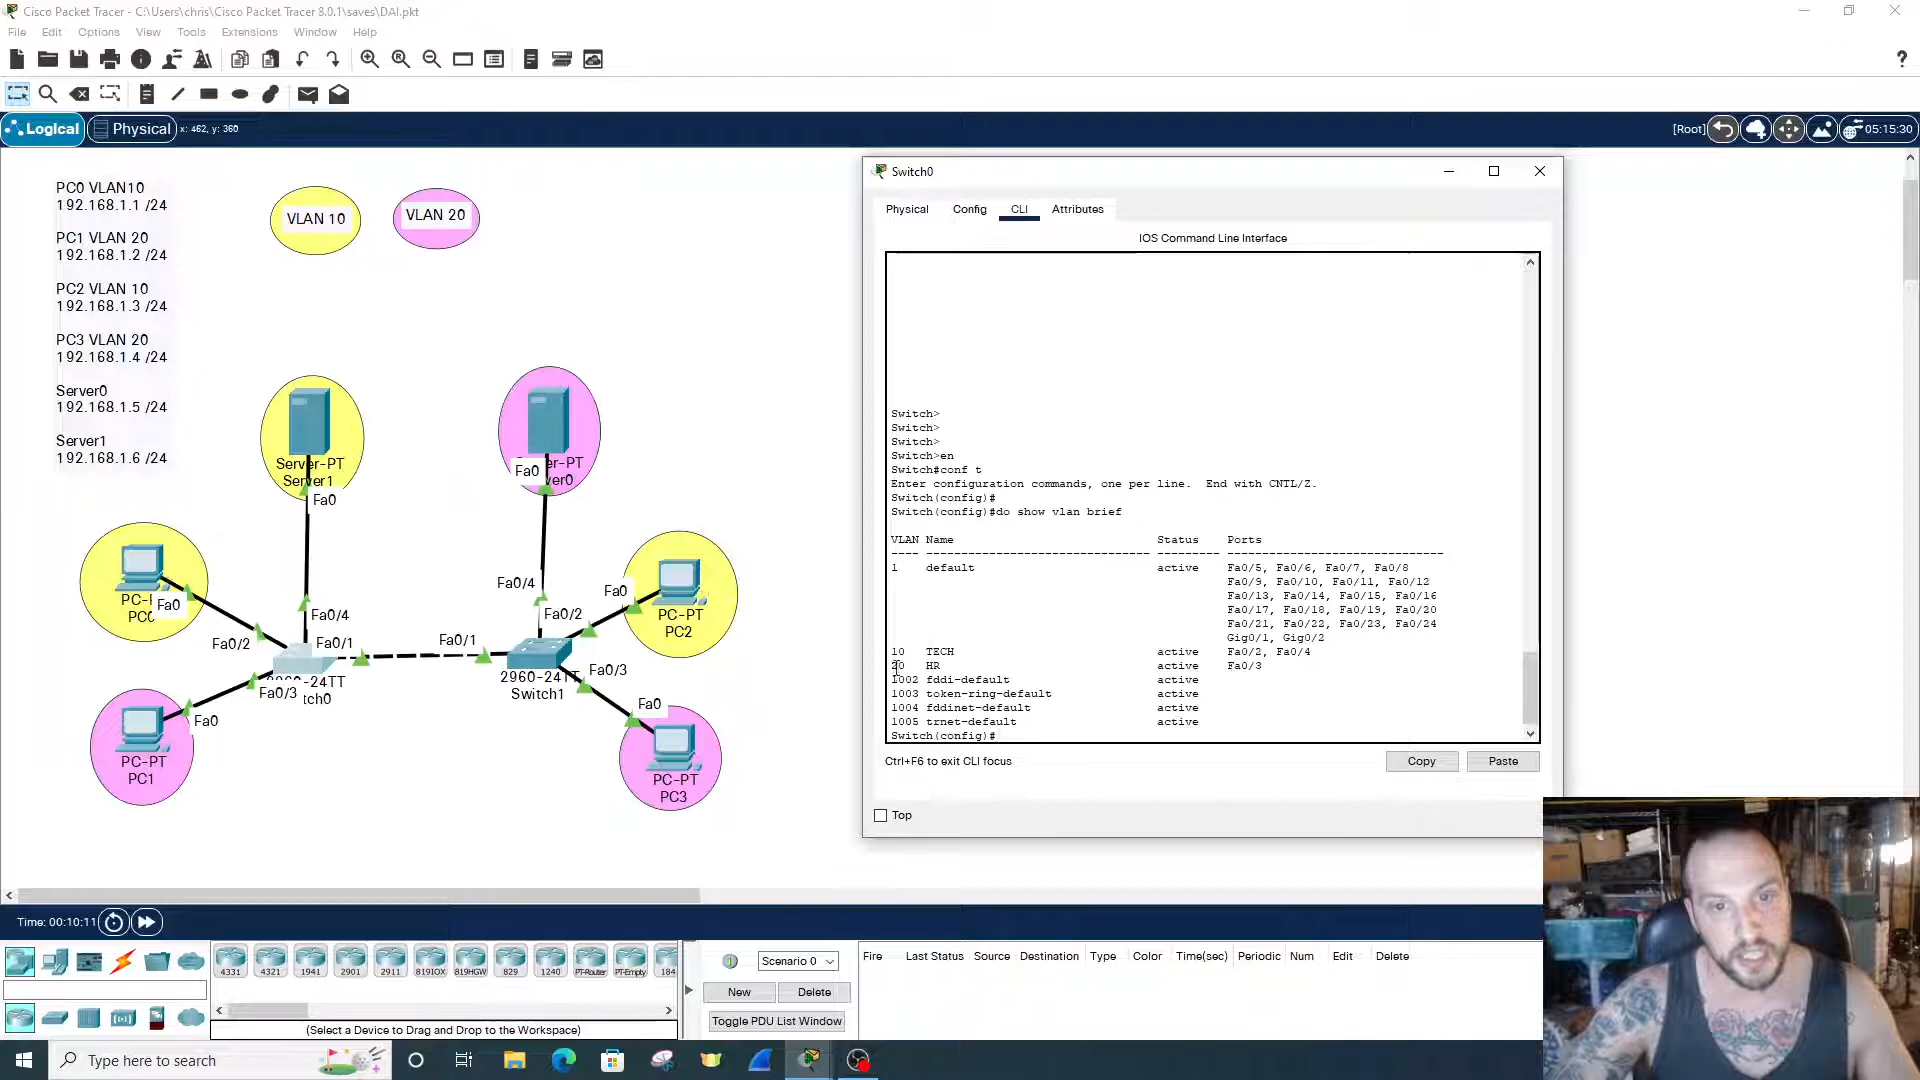 Cisco Packet Tracer - C:\Users\chris\Cisco Packet Tracer 8.0.1\saves\DAI.pkt
File Edit Options View Tools Extensions Window Help
Logical Physical x: 462, y: 360 [Root] 05:15:30
PC0 VLAN10
192.168.1.1 /24
PC1 VLAN 20
192.168.1.2 /24
PC2 VLAN 10
192.168.1.3 /24
PC3 VLAN 20
192.168.1.4 /24
Server0
192.168.1.5 /24
Server1
192.168.1.6 /24
VLAN 10
VLAN 20
Server-PT
Server1
Fa0
Fa0
er-PT
ver0
Fa0
Fa0/2
Fa0/4
Fa0/1
Fa0/3
2960-24TT
tch0
Fa0
PC-PT
PC1
Fa0/1
Fa0/4
Fa0/2
Fa0
PC-PT
PC2
2960-24TT
Switch1
Fa0/3
Fa0
PC-PT
PC3
Switch0
Physical Config CLI Attributes
IOS Command Line Interface
Switch>
Switch>
Switch>
Switch>en
Switch#conf t
Enter configuration commands, one per line. End with CNTL/Z.
Switch(config)#
Switch(config)#do show vlan brief
VLAN Name Status Ports
---- -------------------------------- --------- -------------------------------
1 default active Fa0/5, Fa0/6, Fa0/7, Fa0/8
Fa0/9, Fa0/10, Fa0/11, Fa0/12
Fa0/13, Fa0/14, Fa0/15, Fa0/16
Fa0/17, Fa0/18, Fa0/19, Fa0/20
Fa0/21, Fa0/22, Fa0/23, Fa0/24
Gig0/1, Gig0/2
10 TECH active Fa0/2, Fa0/4
20 HR active Fa0/3
1002 fddi-default active
1003 token-ring-default active
1004 fddinet-default active
1005 trnet-default active
Switch(config)#
Ctrl+F6 to exit CLI focus
Copy Paste
Top
Time: 00:10:11
4331 4321 1941 2901 2911 819IOX 819HGW 829 1240 PT-Router PT-Empty 184
(Select a Device to Drag and Drop to the Workspace)
Scenario 0
New Delete
Toggle PDU List Window
Fire Last Status Source Destination Type Color Time(sec) Periodic Num Edit Delete
Type here to search